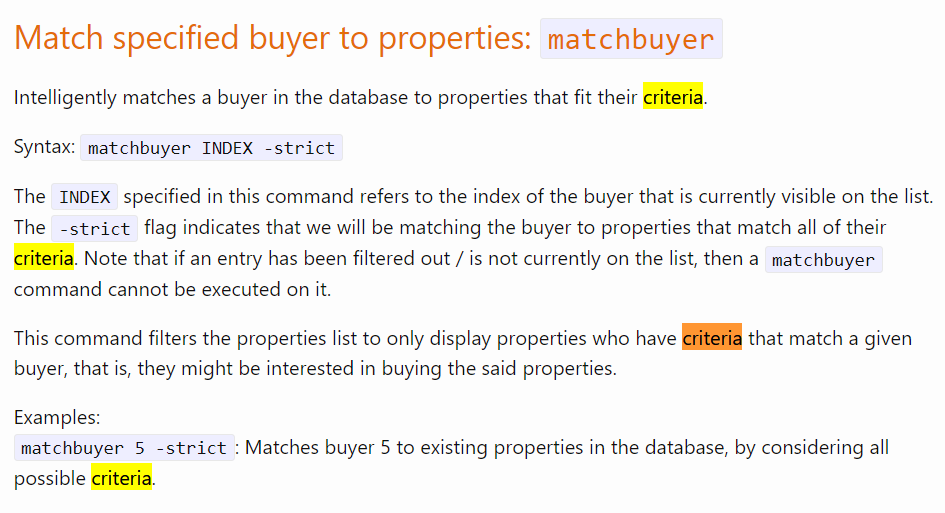 Match specified buyer to properties: matchbuyer
Intelligently matches a buyer in the database to properties that fit their criteria.
Syntax: matchbuyer INDEX -strict
The INDEX specified in this command refers to the index of the buyer that is currently visible on the list.
The -strict flag indicates that we will be matching the buyer to properties that match all of their
criteria. Note that if an entry has been filtered out / is not currently on the list, then a matchbuyer
command cannot be executed on it.
This command filters the properties list to only display properties who have criteria that match a given
buyer, that is, they might be interested in buying the said properties.
Examples:
matchbuyer 5 -strict: Matches buyer 5 to existing properties in the database, by considering all
possible criteria.